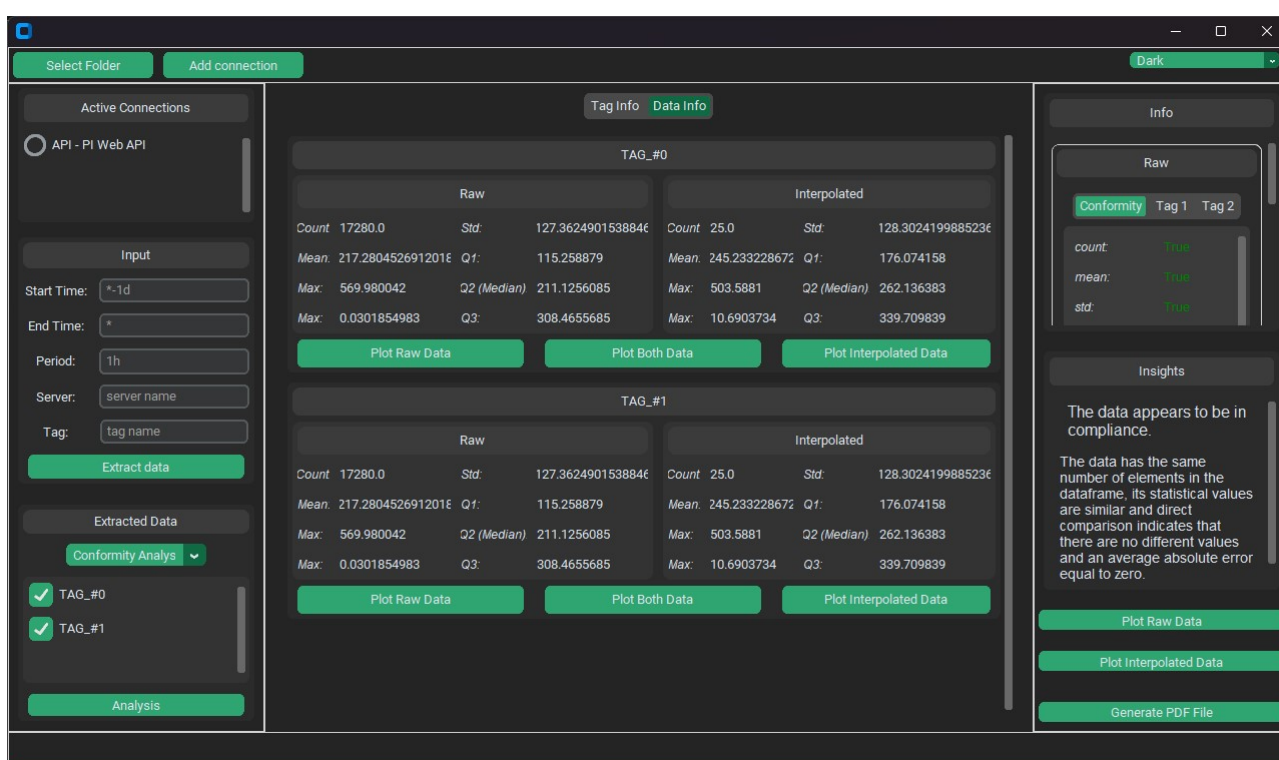 Select Folder
Add connection
Dark
Active Connections
API - PI Web API
Input
Start Time: *-1d
End Time: *
Period: 1h
Server: server name
Tag: tag name
Extract data
Extracted Data
Conformity Analys
TAG_#0
TAG_#1
Analysis
Tag Info Data Info
TAG_#0
Raw
Count 17280.0 Std: 127.3624901538846
Mean: 217.2804526912018 Q1: 115.258879
Max: 569.980042 Q2 (Median) 211.1256085
Max: 0.0301854983 Q3: 308.4655685
Interpolated
Count 25.0 Std: 128.3024199885236
Mean: 245.233228672 Q1: 176.074158
Max: 503.5881 Q2 (Median) 262.136383
Max: 10.6903734 Q3: 339.709839
Plot Raw Data
Plot Both Data
Plot Interpolated Data
TAG_#1
Raw
Count 17280.0 Std: 127.3624901538846
Mean: 217.2804526912018 Q1: 115.258879
Max: 569.980042 Q2 (Median) 211.1256085
Max: 0.0301854983 Q3: 308.4655685
Interpolated
Count 25.0 Std: 128.3024199885236
Mean: 245.233228672 Q1: 176.074158
Max: 503.5881 Q2 (Median) 262.136383
Max: 10.6903734 Q3: 339.709839
Plot Raw Data
Plot Both Data
Plot Interpolated Data
Info
Raw
Conformity Tag 1 Tag 2
count: True
mean: True
std: True
Insights
The data appears to be in
compliance.
The data has the same
number of elements in the
dataframe, its statistical values
are similar and direct
comparison indicates that
there are no different values
and an average absolute error
equal to zero.
Plot Raw Data
Plot Interpolated Data
Generate PDF File